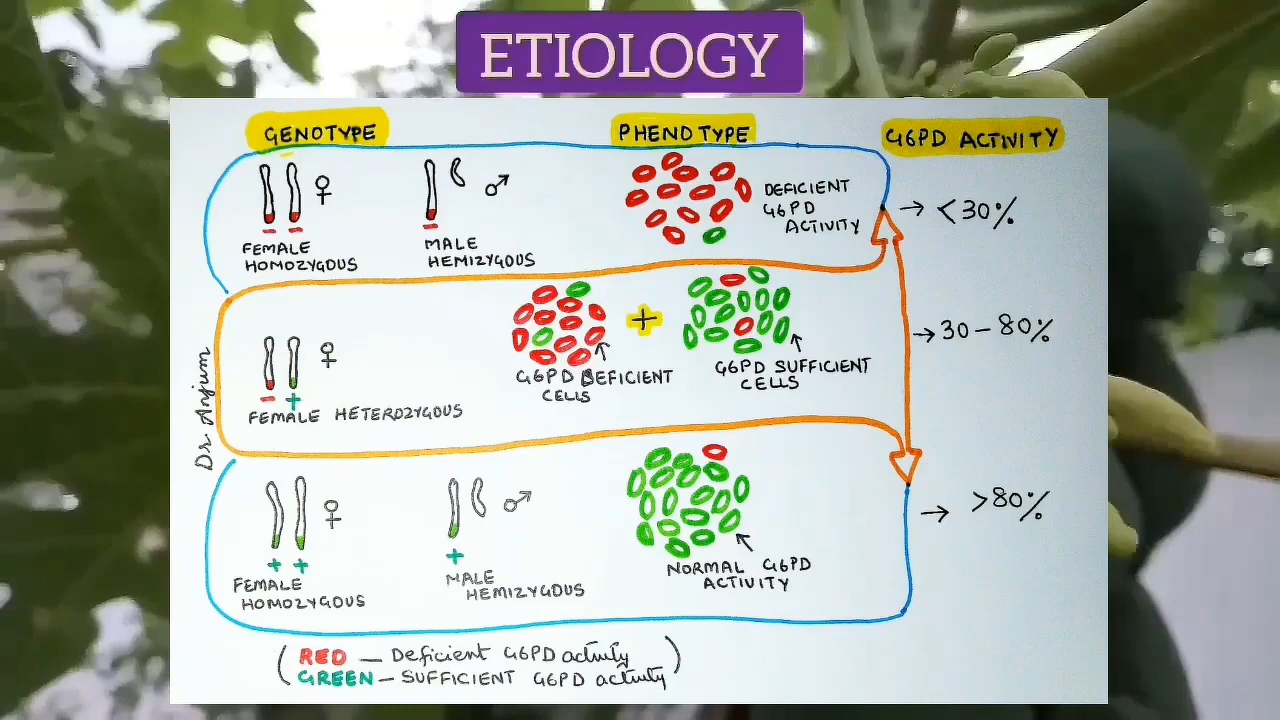 ETIOLOGY
GENOTYPE
PHENOTYPE
G6PD ACTIVITY
♀
♂
− −
−
FEMALE
HOMOZYGOUS
MALE
HEMIZYGOUS
DEFICIENT
G6PD
ACTIVITY
→ <30%
♀
− +
FEMALE HETEROZYGOUS
+
G6PD DEFICIENT
CELLS
G6PD SUFFICIENT
CELLS
→ 30 – 80%
Dr Anjum
♀
♂
+ +
+
FEMALE
HOMOZYGOUS
MALE
HEMIZYGOUS
NORMAL G6PD
ACTIVITY
→ >80%
(RED — Deficient G6PD activity)
GREEN – SUFFICIENT G6PD activity